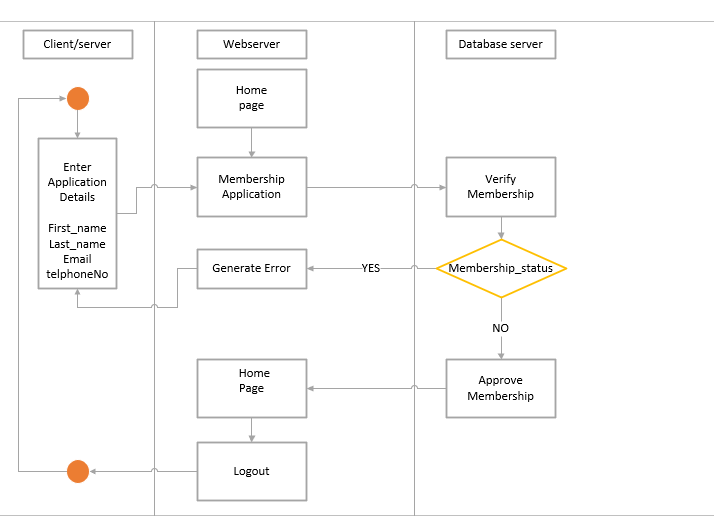 Client/server
Webserver
Database server
Home
page
Enter
Application
Details
First_name
Last_name
Email
telphoneNo
Membership
Application
Verify
Membership
Generate Error
YES
Membership_status
NO
Home
Page
Approve
Membership
Logout